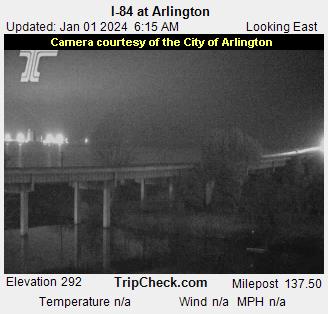 I-84 at Arlington
Updated: Jan 01 2024 6:15 AM Looking East
Camera courtesy of the City of Arlington
Elevation 292 TripCheck.com Milepost 137.50
Temperature n/a Wind n/a MPH n/a